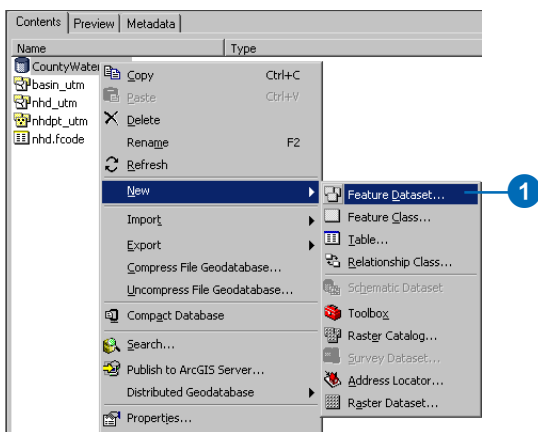 Contents Preview Metadata
Name Type
CountyWate
basin_utm
nhd_utm
nhdpt_utm
nhd.fcode
Copy Ctrl+C
Paste Ctrl+V
Delete
Rename F2
Refresh
New
Import
Export
Compress File Geodatabase...
Uncompress File Geodatabase...
Compact Database
Search...
Publish to ArcGIS Server...
Distributed Geodatabase
Properties...
Feature Dataset... 1
Feature Class...
Table...
Relationship Class...
Schematic Dataset
Toolbox
Raster Catalog...
Survey Dataset...
Address Locator...
Raster Dataset...